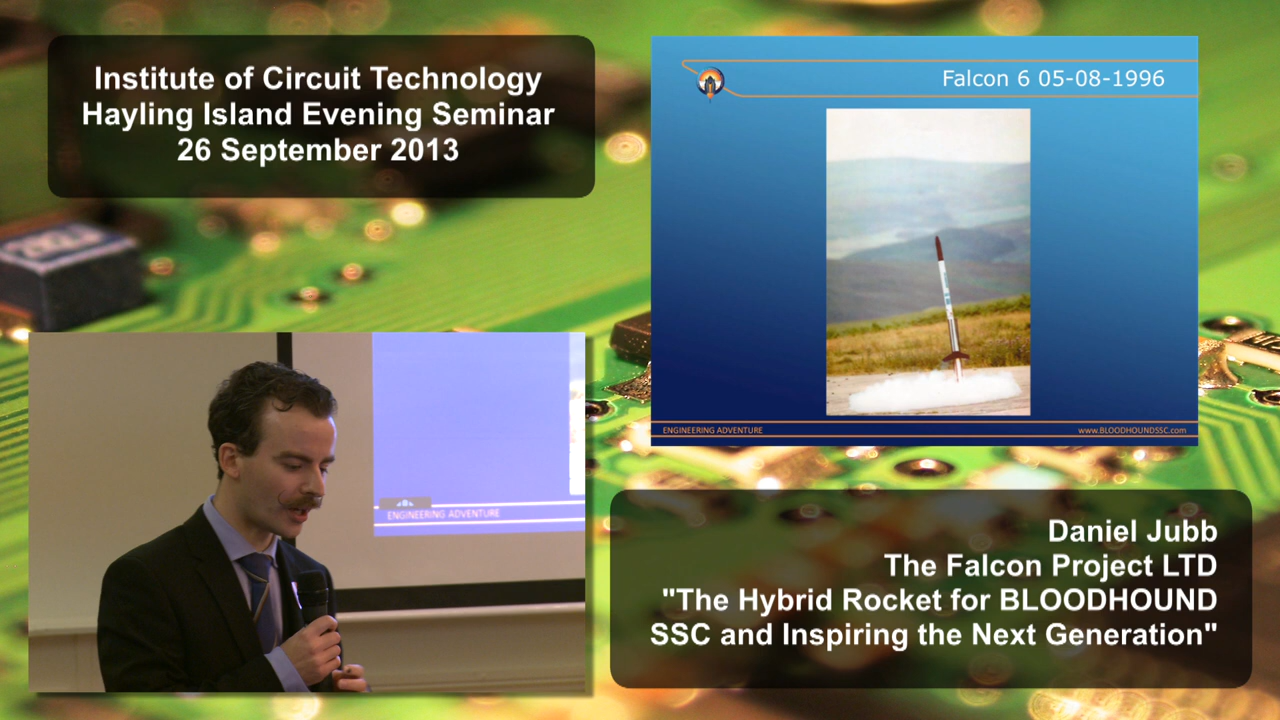 Institute of Circuit Technology
Hayling Island Evening Seminar
26 September 2013
Falcon 6 05-08-1996
ENGINEERING ADVENTURE
www.BLOODHOUNDSSC.com
ENGINEERING ADVENTURE
Daniel Jubb
The Falcon Project LTD
"The Hybrid Rocket for BLOODHOUND
SSC and Inspiring the Next Generation"